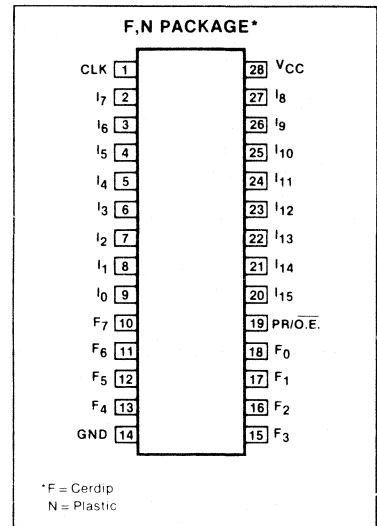 F,N PACKAGE*
CLK 1 28 VCC
I7 2 27 I8
I6 3 26 I9
I5 4 25 I10
I4 5 24 I11
I3 6 23 I12
I2 7 22 I13
I1 8 21 I14
I0 9 20 I15
F7 10 19 PR/O.E.
F6 11 18 F0
F5 12 17 F1
F4 13 16 F2
GND 14 15 F3
*F = Cerdip
N = Plastic